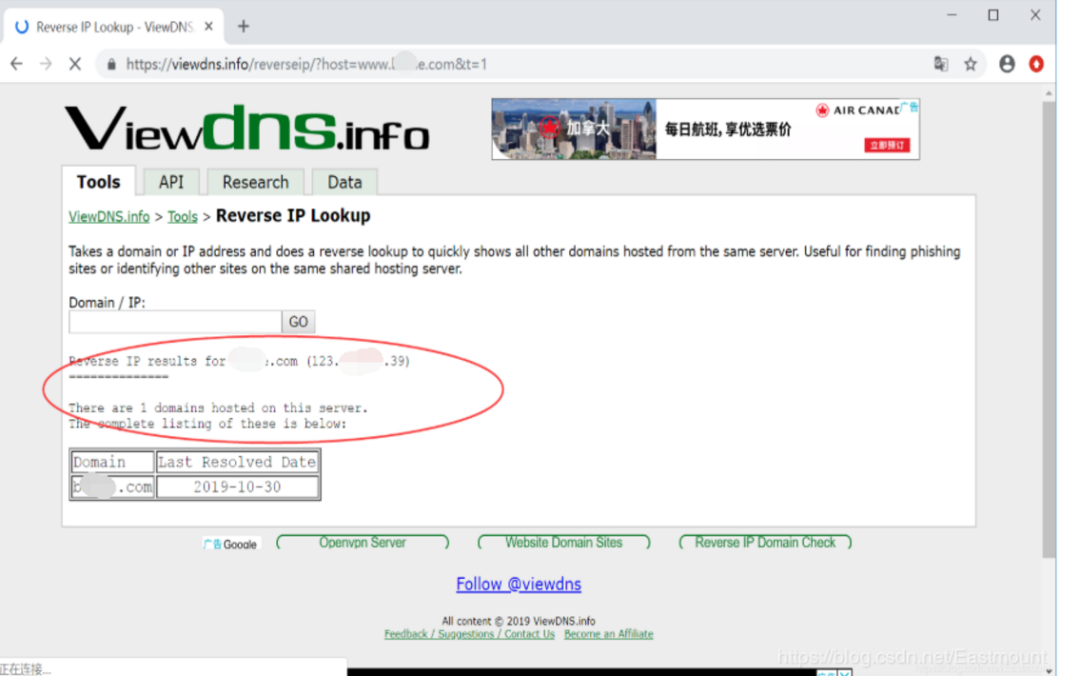 Reverse IP Lookup - ViewDNS
https://viewdns.info/reverseip/?host=www. e.com&t=1
Viewdns.info
加拿大
每日航班,享优选票价
AIR CANAD
广告
立即预订
Tools API Research Data
ViewDNS.info > Tools > Reverse IP Lookup
Takes a domain or IP address and does a reverse lookup to quickly shows all other domains hosted from the same server. Useful for finding phishing
sites or identifying other sites on the same shared hosting server.
Domain / IP:
GO
Reverse IP results for .com (123. .39)
==============
There are 1 domains hosted on this server.
The complete listing of these is below:
Domain Last Resolved Date
b .com 2019-10-30
广告 Google Openvpn Server Website Domain Sites Reverse IP Domain Check
Follow @viewdns
All content © 2019 ViewDNS.info
Feedback / Suggestions / Contact Us Become an Affiliate
正在连接...
https://blog.csdn.net/Eastmount